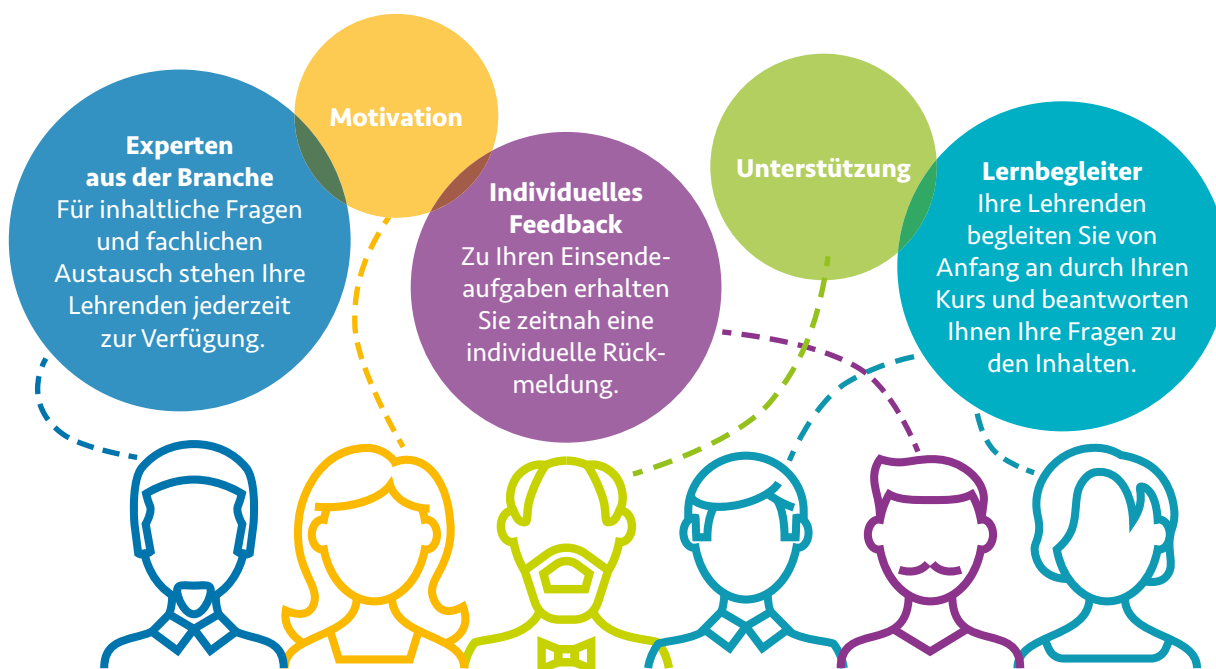 Experten
aus der Branche
Für inhaltliche Fragen
und fachlichen
Austausch stehen Ihre
Lehrenden jederzeit
zur Verfügung.
Motivation
Individuelles
Feedback
Zu Ihren Einsende-
aufgaben erhalten
Sie zeitnah eine
individuelle Rück-
meldung.
Unterstützung
Lernbegleiter
Ihre Lehrenden
begleiten Sie von
Anfang an durch Ihren
Kurs und beantworten
Ihnen Ihre Fragen zu
den Inhalten.